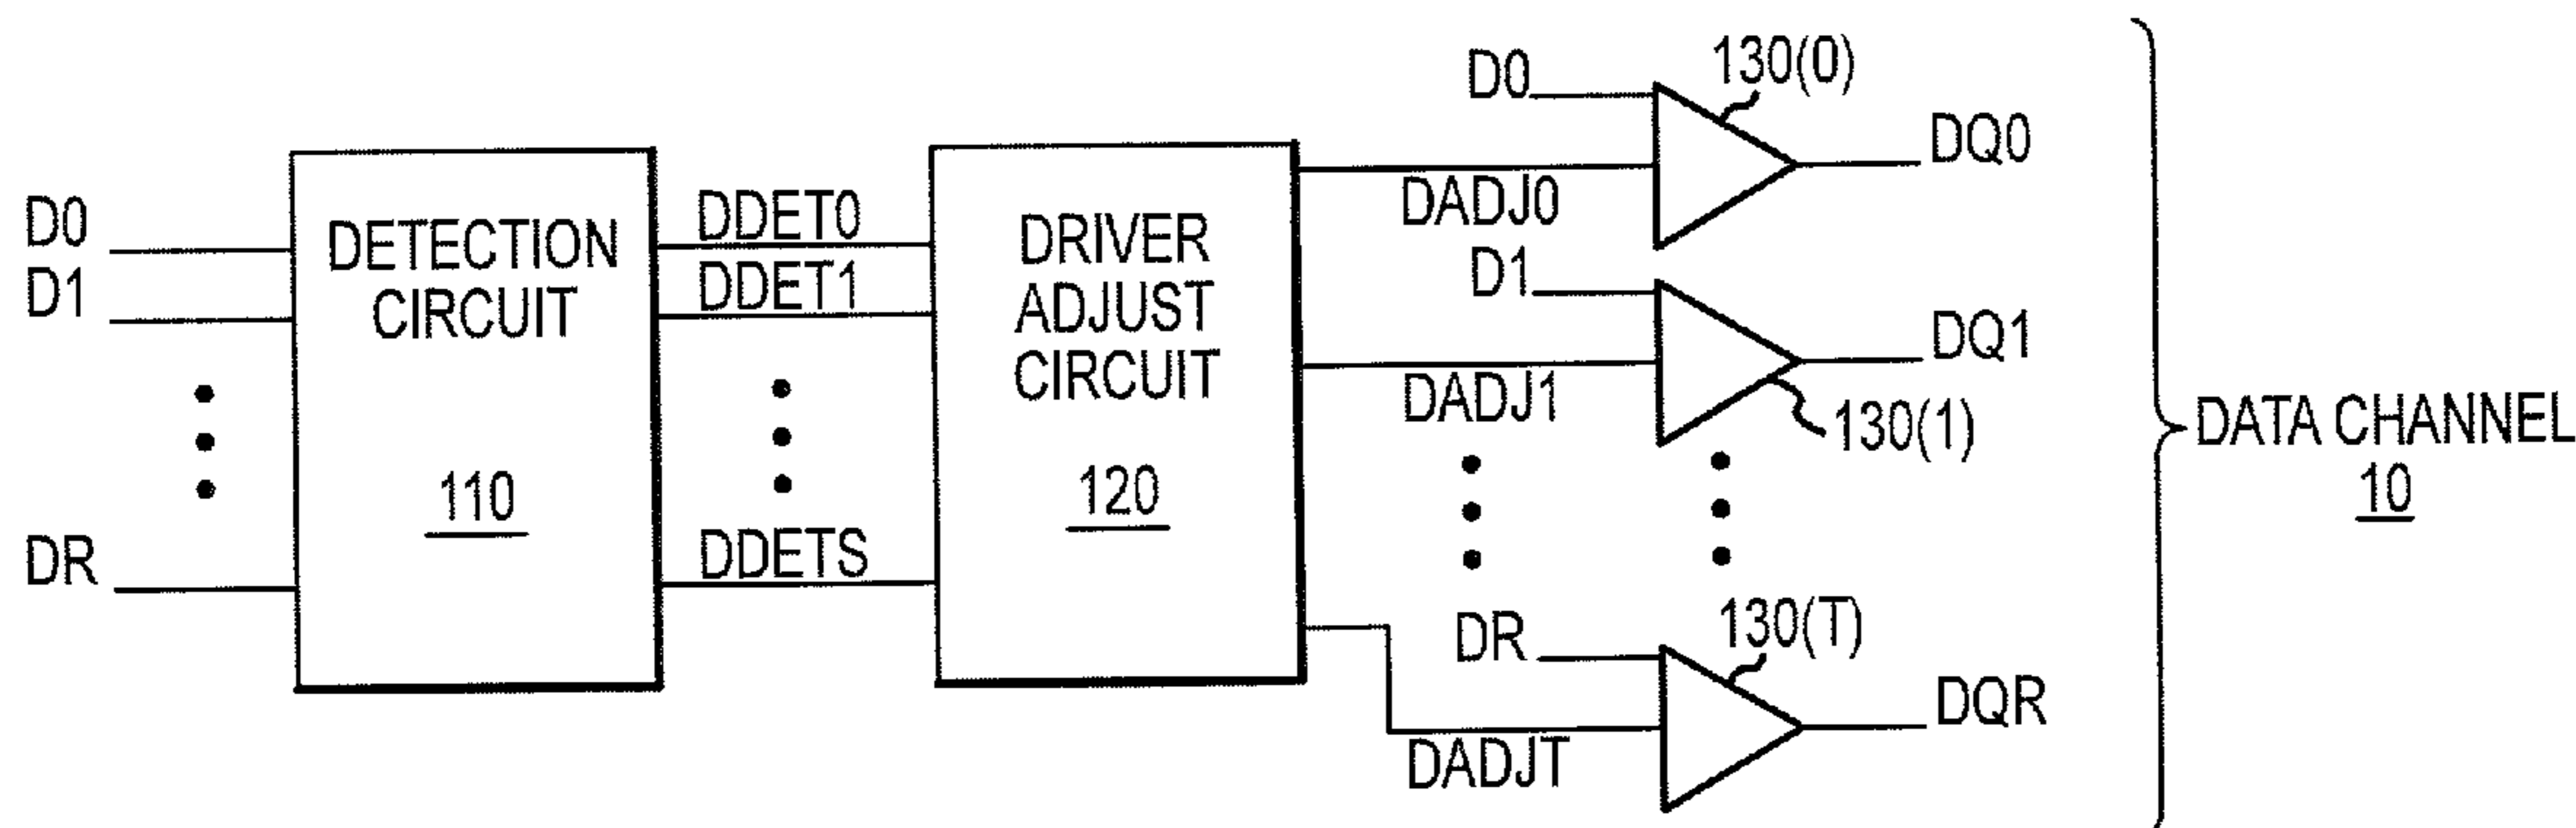 D0
D1
DR
DETECTION
CIRCUIT
110
DDET0
DDET1
DDETS
DRIVER
ADJUST
CIRCUIT
120
D0
130(0)
DADJ0
DQ0
D1
DADJ1
130(1)
DQ1
DR
130(T)
DADJT
DQR
DATA CHANNEL
10